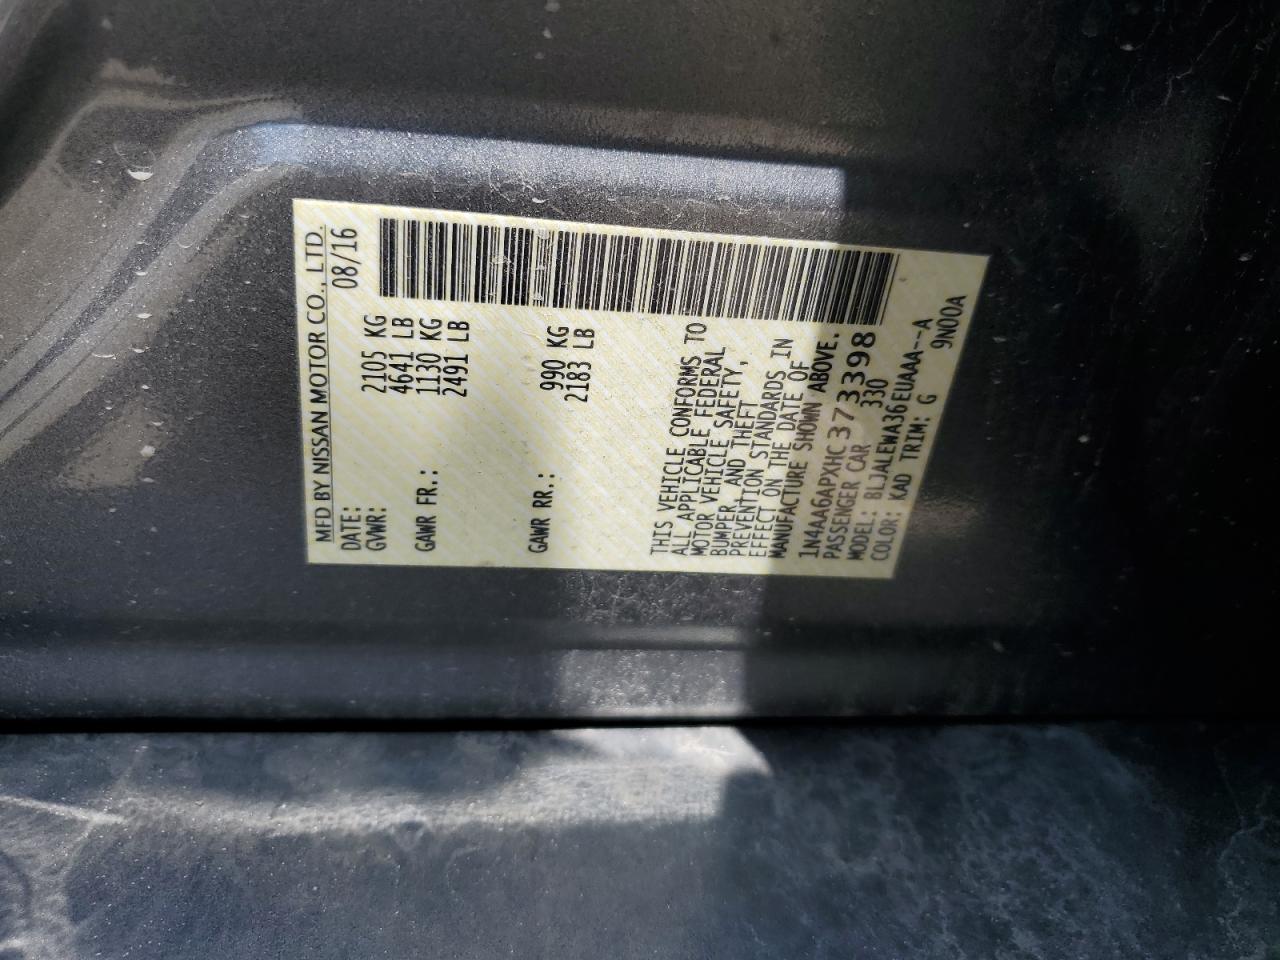 MFD BY NISSAN MOTOR CO., LTD.
DATE: 08/16
GVWR: 2105 KG
4641 LB
GAWR FR.: 1130 KG
2491 LB
GAWR RR.: 990 KG
2183 LB
THIS VEHICLE CONFORMS TO
ALL APPLICABLE FEDERAL
MOTOR VEHICLE SAFETY,
BUMPER, AND THEFT
PREVENTION STANDARDS IN
EFFECT ON THE DATE OF
MANUFACTURE SHOWN ABOVE.
1N4AA6APXHC373398
PASSENGER CAR 330
MODEL: BLJALEWA36EUAAA--A
COLOR: KAD TRIM: G 9N00A